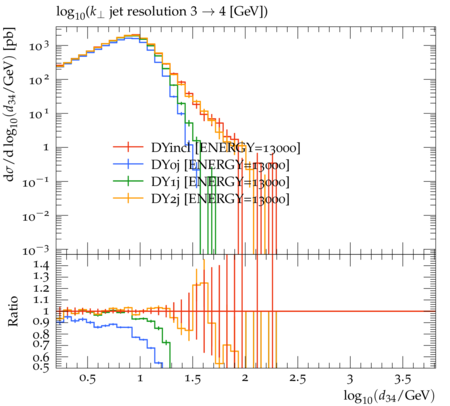 log₁₀(k⊥ jet resolution 3 → 4 [GeV])
dσ/d log₁₀(d₃₄/GeV) [pb]
10³
10²
10¹
1
10⁻¹
10⁻²
10⁻³
DYincl [ENERGY=13000]
DY0j [ENERGY=13000]
DY1j [ENERGY=13000]
DY2j [ENERGY=13000]
Ratio
1.4
1.3
1.2
1.1
1
0.9
0.8
0.7
0.6
0.5
0.5 1 1.5 2 2.5 3 3.5
log₁₀(d₃₄/GeV)